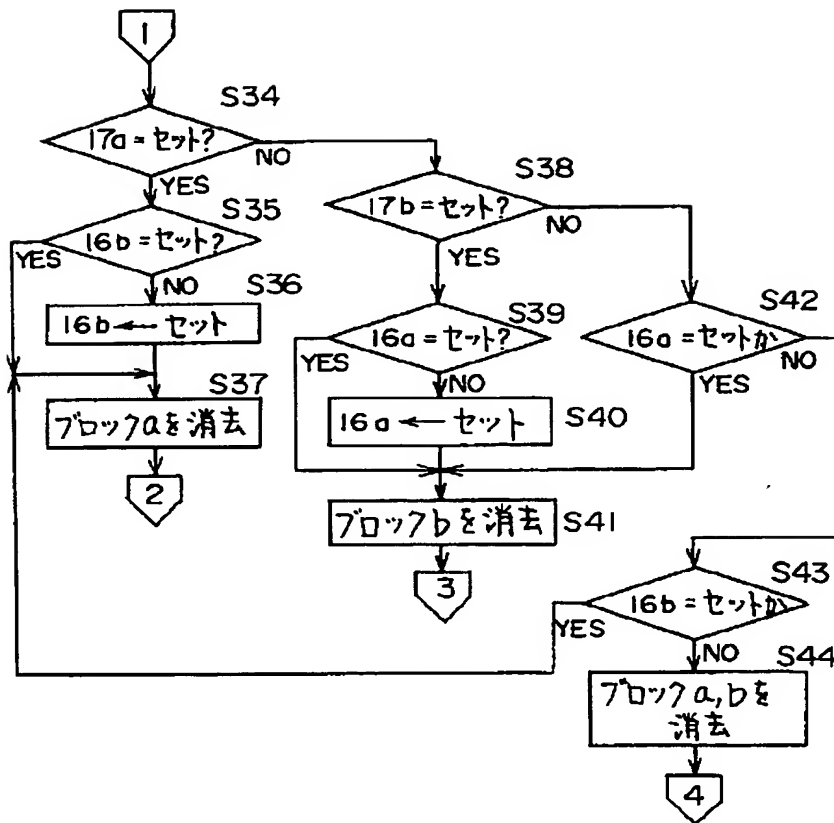 1
S34
17a=セット?
NO
YES
S35
16b=セット?
YES
NO
S36
16b←セット
S37
ブロックaを消去
2
S38
17b=セット?
NO
YES
S39
16a=セット?
YES
NO
16a←セット
S40
S42
16a=セットか
NO
YES
ブロックbを消去
S41
3
S43
16b=セットか
YES
NO
S44
ブロックa,bを
消去
4